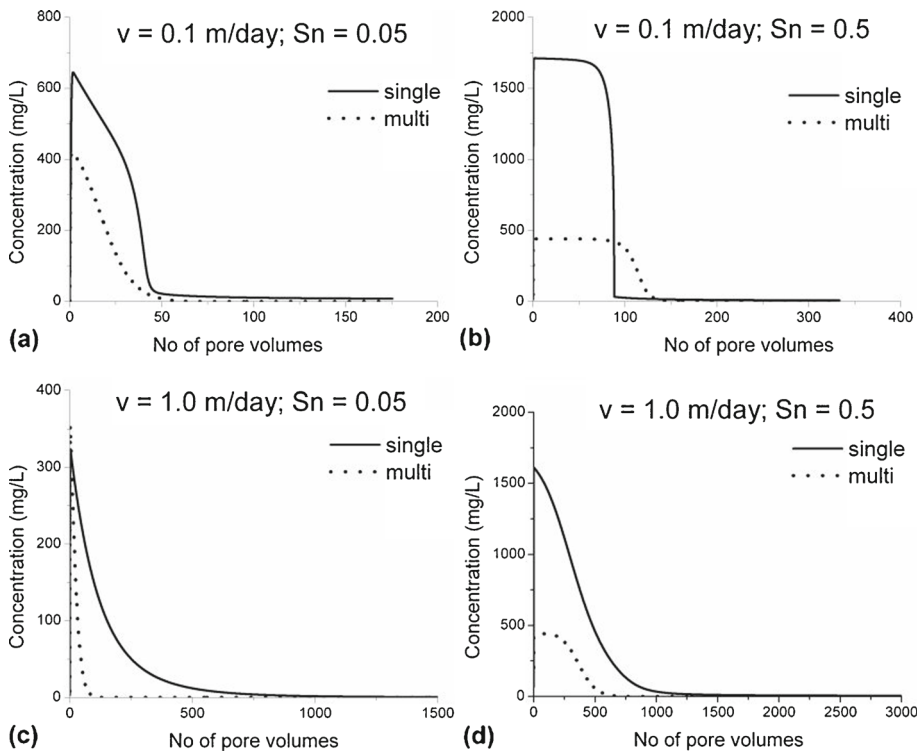 v = 0.1 m/day; Sn = 0.05
800
600
400
200
0
Concentration (mg/L)
single
multi
0
50
100
150
200
No of pore volumes
(a)
v = 0.1 m/day; Sn = 0.5
2000
1500
1000
500
0
Concentration (mg/L)
single
multi
0
100
200
300
400
No of pore volumes
(b)
v = 1.0 m/day; Sn = 0.05
400
300
200
100
0
Concentration (mg/L)
single
multi
0
500
1000
1500
No of pore volumes
(c)
v = 1.0 m/day; Sn = 0.5
2000
1500
1000
500
0
Concentration (mg/L)
single
multi
0
500
1000
1500
2000
2500
3000
No of pore volumes
(d)